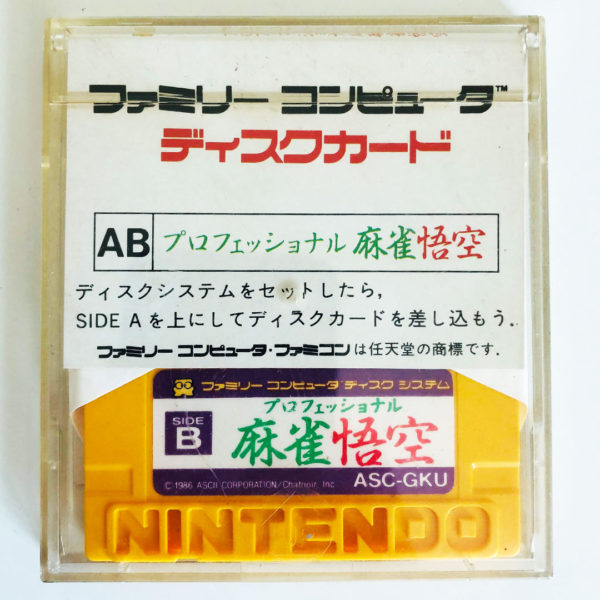 ファミリー コンピュータ™
ディスクカード
AB プロフェッショナル 麻雀悟空
ディスクシステムをセットしたら,
SIDE A を上にしてディスクカードを差し込もう.
ファミリー コンピュータ・ファミコンは任天堂の商標です.
ファミリー コンピュータ ディスク システム
プロフェッショナル
SIDE B 麻雀悟空
© 1986 ASCII CORPORATION/Chatnoir, Inc ASC-GKU
NINTENDO